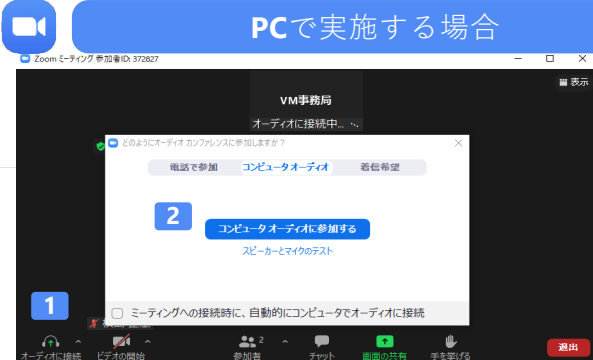 PCで実施する場合
Zoom ミーティング 参加者ID: 372827
表示
VM事務局
オーディオに接続中...
どのようにオーディオ カンファレンスに参加しますか？
電話で参加 コンピュータ オーディオ 着信希望
2
コンピュータ オーディオに参加する
スピーカーとマイクのテスト
1
ミーティングへの接続時に、自動的にコンピュータでオーディオに接続
2
オーディオに接続 ビデオの開始 参加者 チャット 画面の共有 手を挙げる 退出